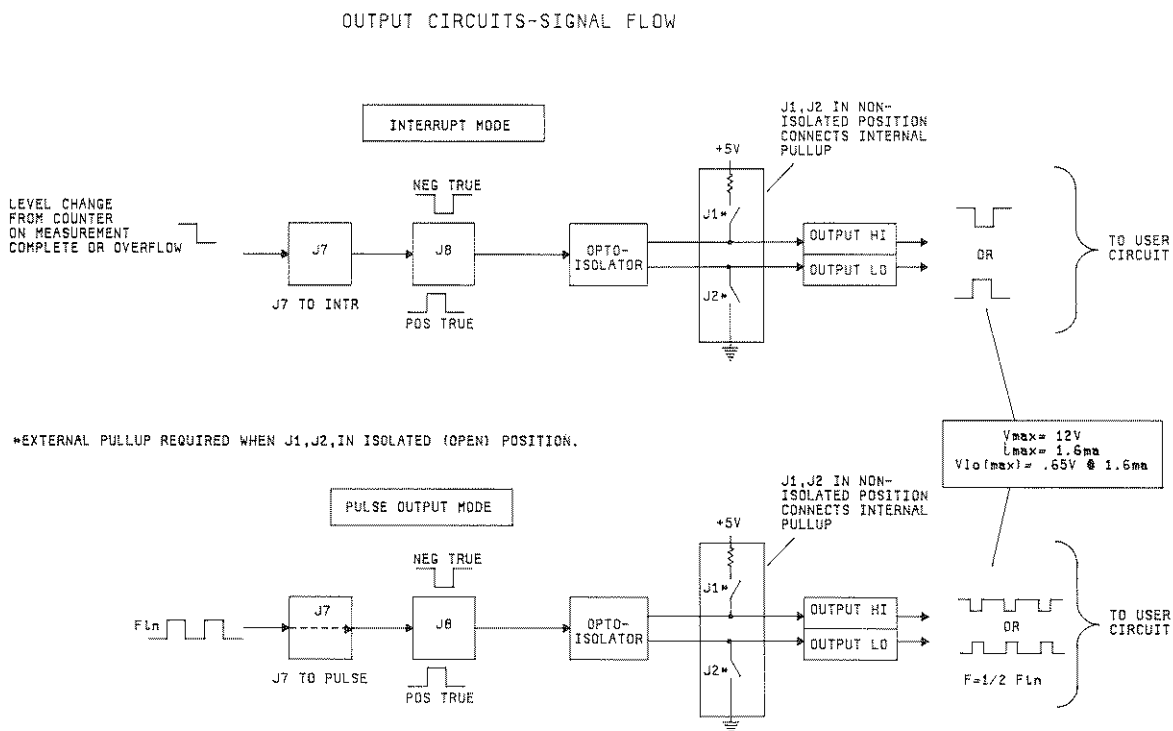 OUTPUT CIRCUITS-SIGNAL FLOW
INTERRUPT MODE
J1,J2 IN NON-
ISOLATED POSITION
CONNECTS INTERNAL
PULLUP
+5V
NEG TRUE
LEVEL CHANGE
FROM COUNTER
ON MEASUREMENT
COMPLETE OR OVERFLOW
J7
J8
OPTO-
ISOLATOR
J1*
J2*
OUTPUT HI
OUTPUT LO
OR
TO USER
CIRCUIT
J7 TO INTR
POS TRUE
*EXTERNAL PULLUP REQUIRED WHEN J1,J2,IN ISOLATED (OPEN) POSITION.
Vmax= 12V
imax= 1.6ma
Vlo(max)= .65V @ 1.6ma
PULSE OUTPUT MODE
J1,J2 IN NON-
ISOLATED POSITION
CONNECTS INTERNAL
PULLUP
+5V
NEG TRUE
Fin
J7
J8
OPTO-
ISOLATOR
J1*
J2*
OUTPUT HI
OUTPUT LO
OR
TO USER
CIRCUIT
J7 TO PULSE
POS TRUE
F=1/2 Fin